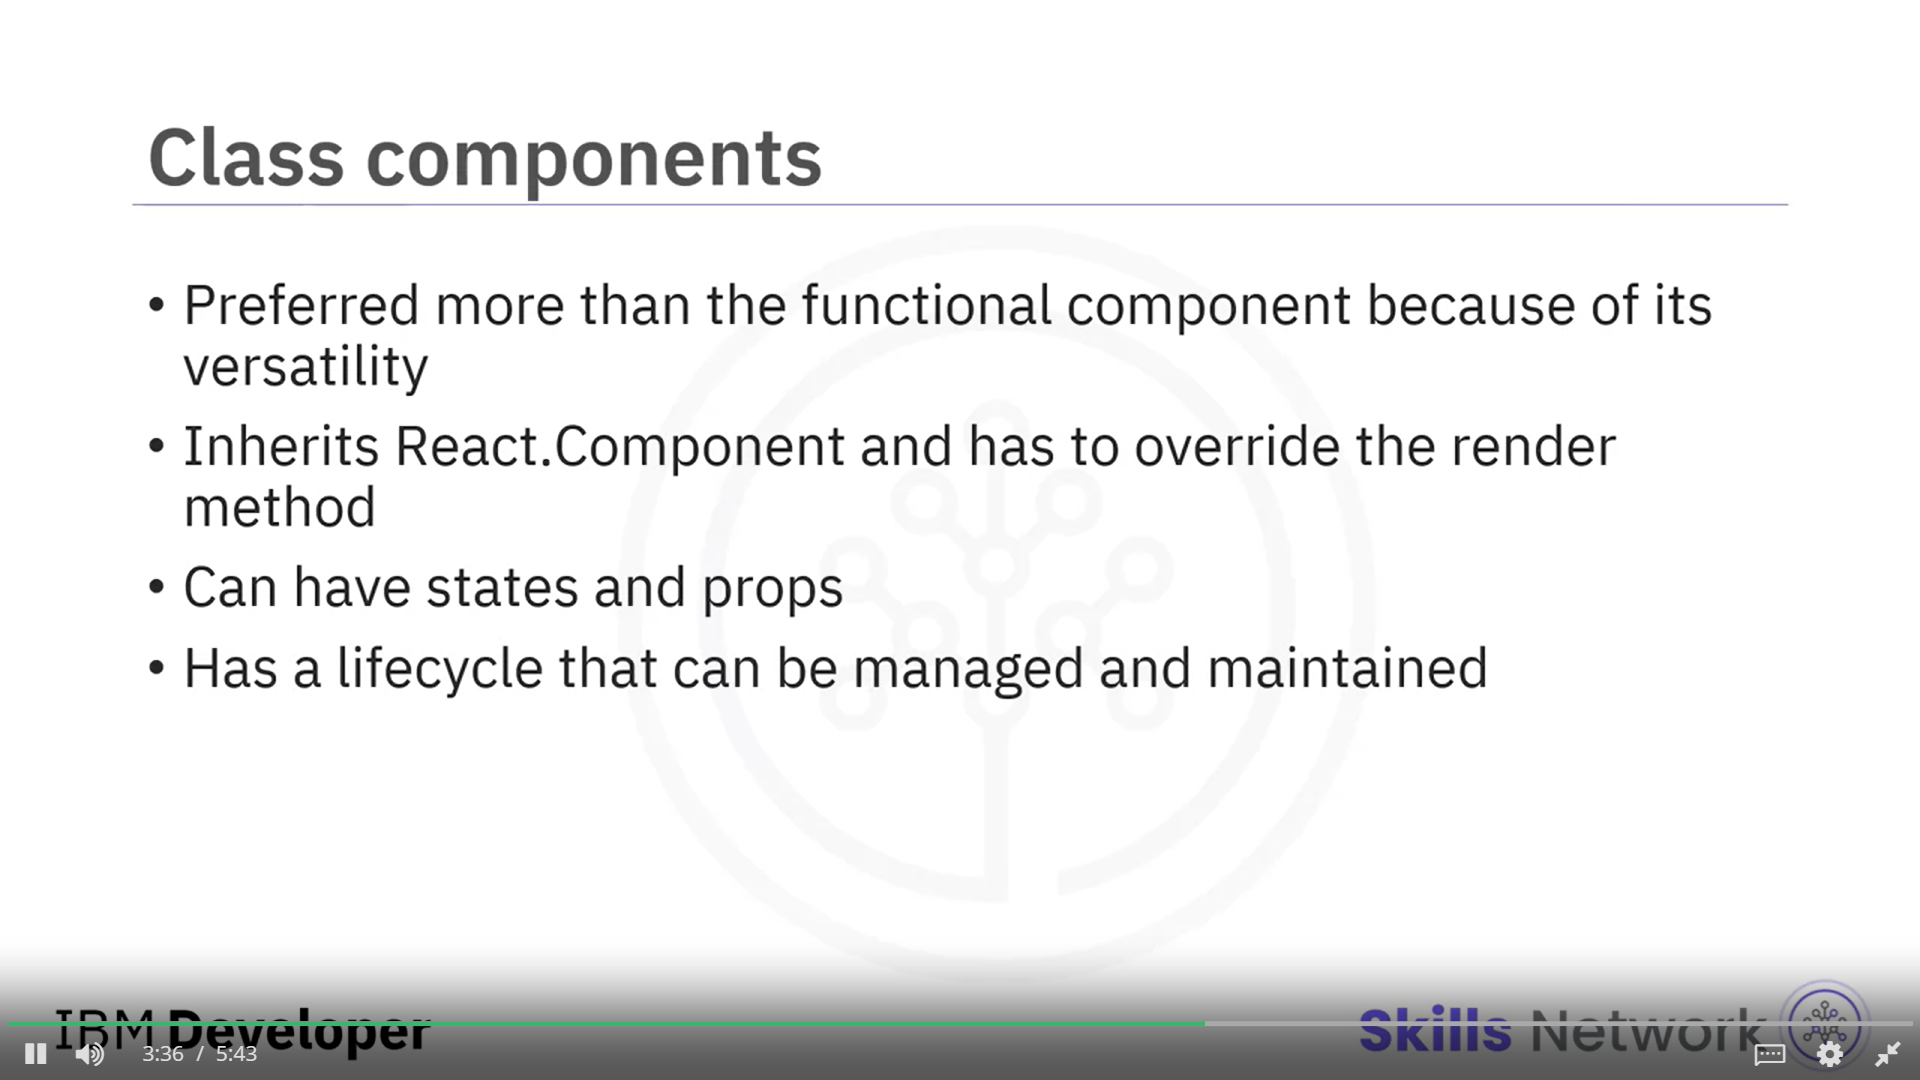 Class components
• Preferred more than the functional component because of its
versatility
• Inherits React.Component and has to override the render
method
• Can have states and props
• Has a lifecycle that can be managed and maintained
IBM Developer
Skills Network
3:36 / 5:43